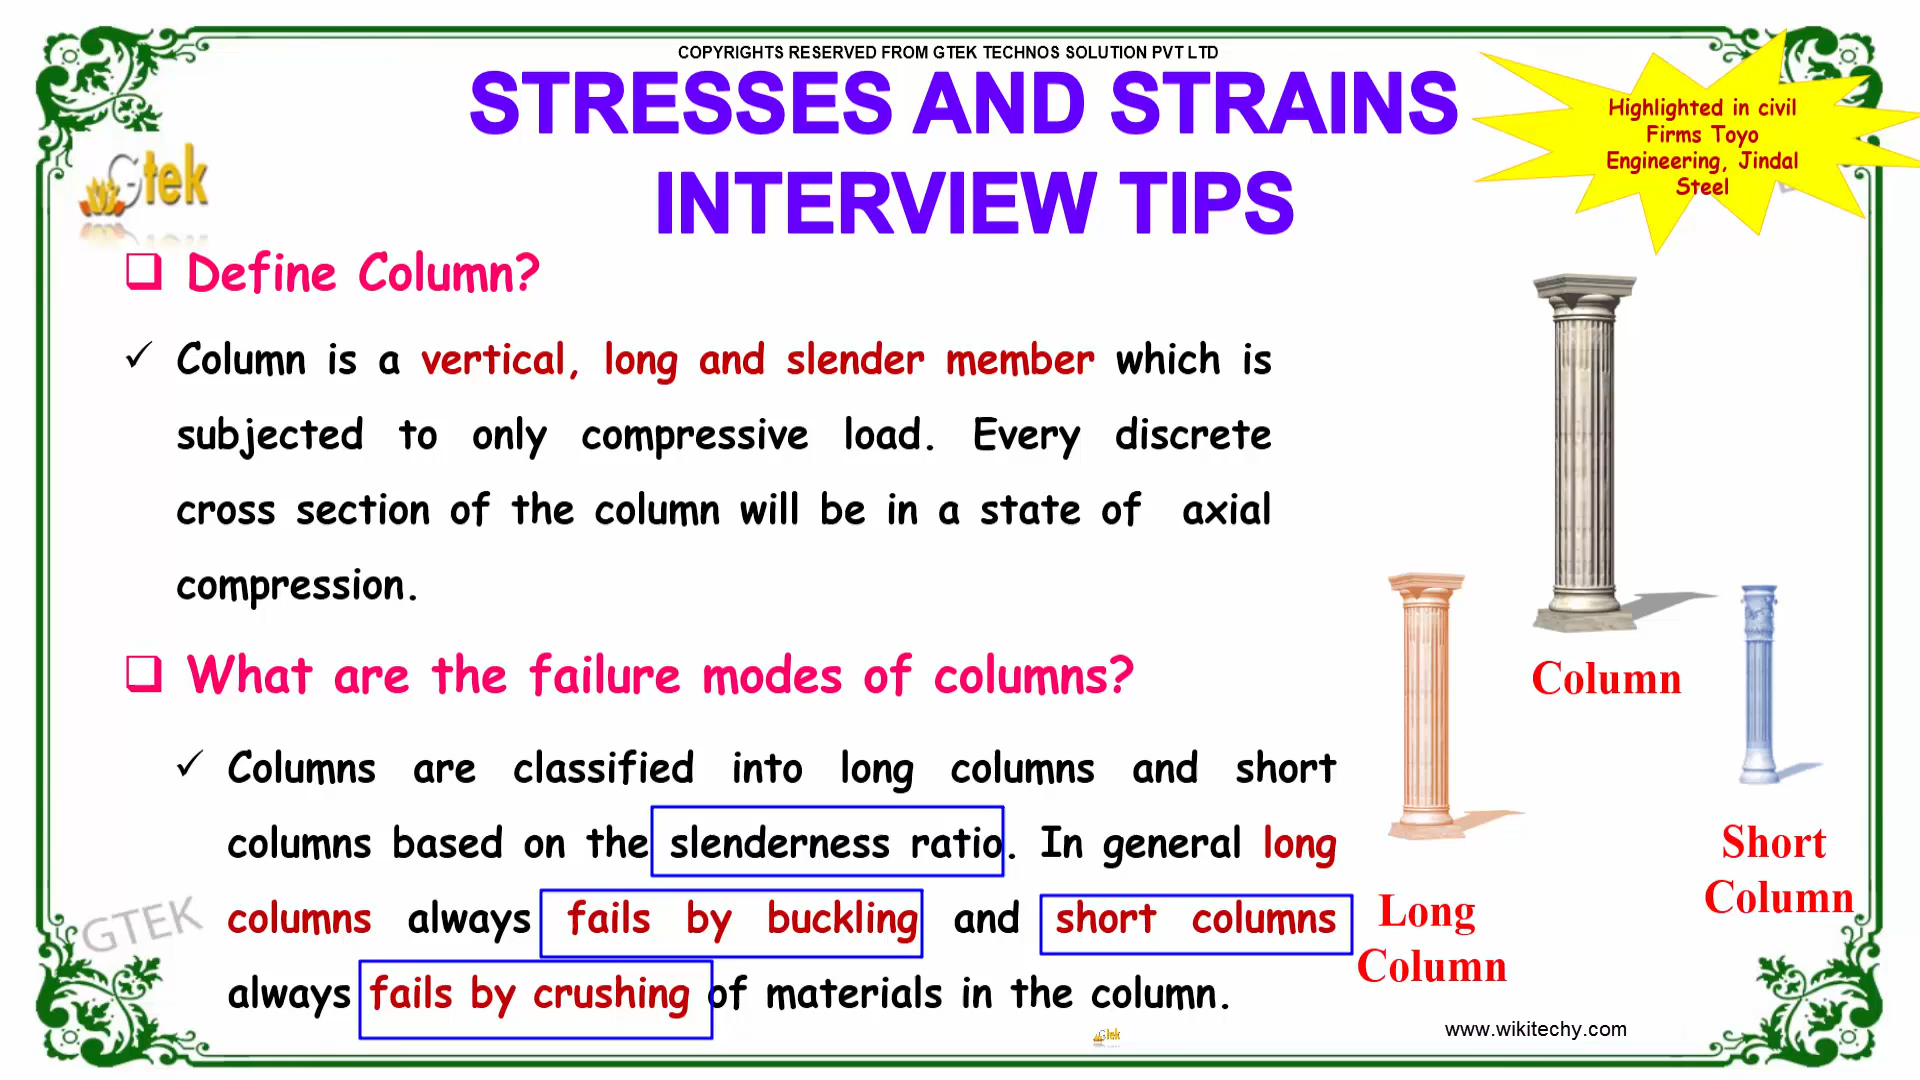 COPYRIGHTS RESERVED FROM GTEK TECHNOS SOLUTION PVT LTD
STRESSES AND STRAINS
INTERVIEW TIPS
Highlighted in civil
Firms Toyo
Engineering, Jindal
Steel
Gtek
Define Column?
Column is a vertical, long and slender member which is
subjected to only compressive load. Every discrete
cross section of the column will be in a state of axial
compression.
What are the failure modes of columns?
Columns are classified into long columns and short
columns based on the slenderness ratio. In general long
columns always fails by buckling and short columns
always fails by crushing of materials in the column.
Column
Short
Column
Long
Column
GTEK
Gtek
www.wikitechy.com